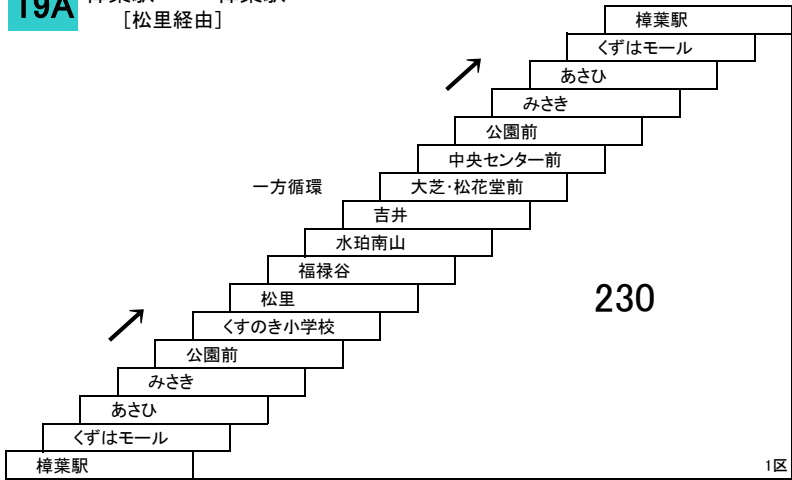 19A
[松里経由]
樟葉駅
くずはモール
あさひ
みさき
公園前
中央センター前
一方循環 大芝・松花堂前
吉井
水珀南山
福禄谷
230
松里
くすのき小学校
公園前
みさき
あさひ
くずはモール
樟葉駅 1区